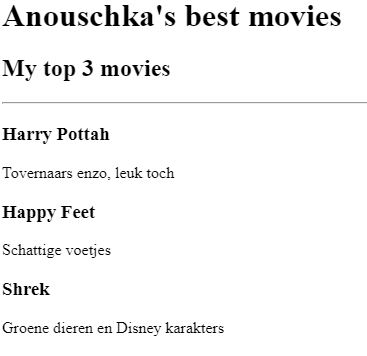 Anouschka's best movies
My top 3 movies
Harry Pottah
Tovernaars enzo, leuk toch
Happy Feet
Schattige voetjes
Shrek
Groene dieren en Disney karakters